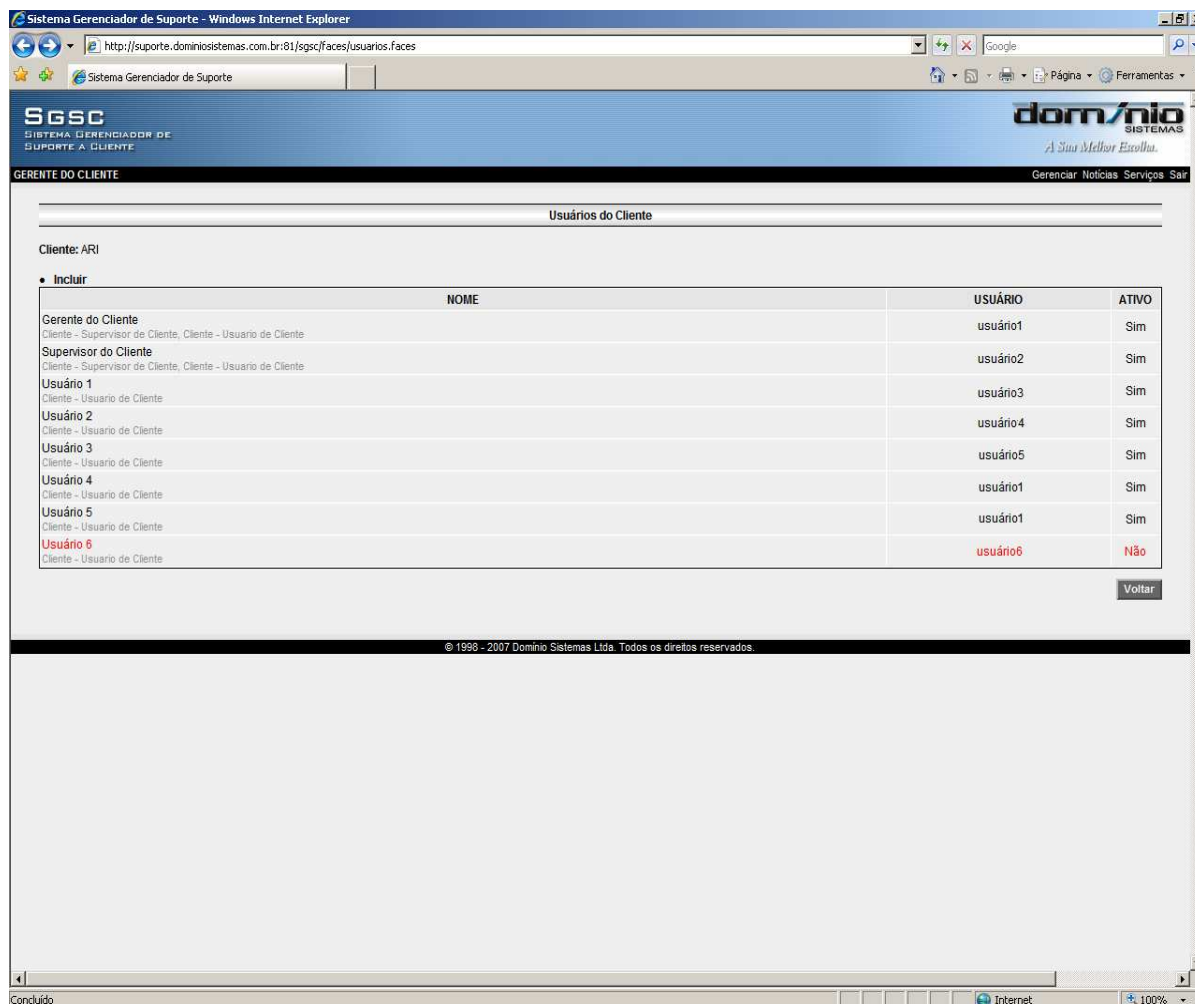 Sistema Gerenciador de Suporte - Windows Internet Explorer
http://suporte.dominiosistemas.com.br:81/sgsc/faces/usuarios.faces
Google
Sistema Gerenciador de Suporte
Página
Ferramentas
SGSC
SISTEMA GERENCIADOR DE
SUPORTE A CLIENTE
domínio
SISTEMAS
A Sua Melhor Escolha.
GERENTE DO CLIENTE
Gerenciar Notícias Serviços Sair
Usuários do Cliente
Cliente: ARI
• Incluir
NOME USUÁRIO ATIVO
Gerente do Cliente
Cliente - Supervisor de Cliente, Cliente - Usuario de Cliente
usuário1 Sim
Supervisor do Cliente
Cliente - Supervisor de Cliente, Cliente - Usuario de Cliente
usuário2 Sim
Usuário 1
Cliente - Usuario de Cliente
usuário3 Sim
Usuário 2
Cliente - Usuario de Cliente
usuário4 Sim
Usuário 3
Cliente - Usuario de Cliente
usuário5 Sim
Usuário 4
Cliente - Usuario de Cliente
usuário1 Sim
Usuário 5
Cliente - Usuario de Cliente
usuário1 Sim
Usuário 6
Cliente - Usuario de Cliente
usuário6 Não
Voltar
© 1998 - 2007 Domínio Sistemas Ltda. Todos os direitos reservados.
Concluído
Internet
100%